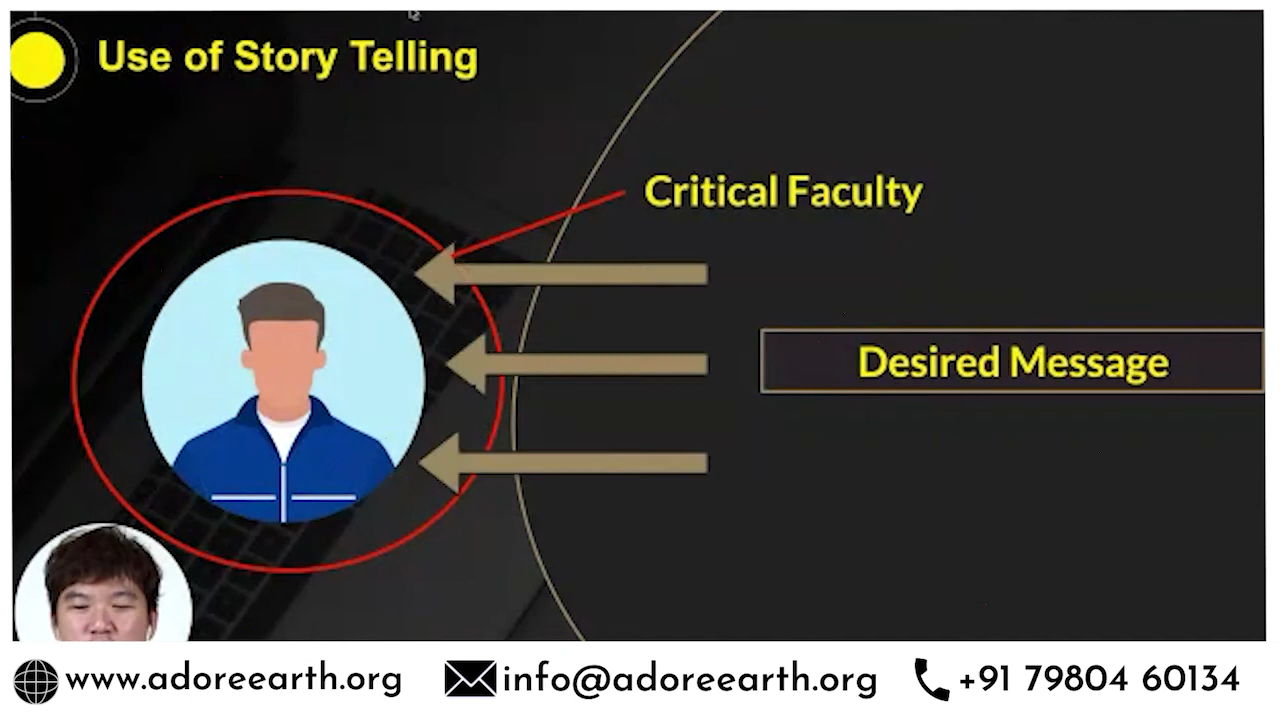 Use of Story Telling
Critical Faculty
Desired Message
www.adoreearth.org
info@adoreearth.org
+91 79804 60134